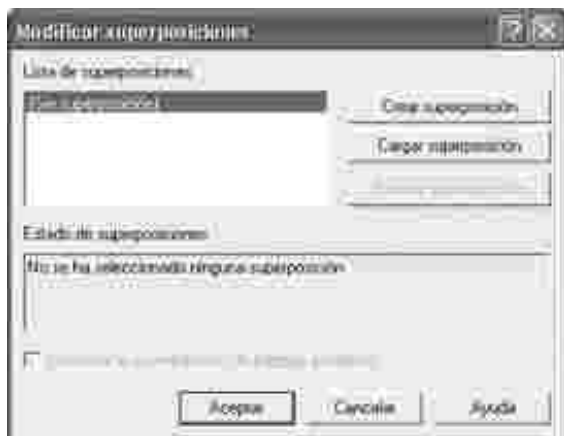 Modificar superposiciones
Lista de superposiciones
Crear superposición
Cargar superposición
Estado de superposiciones
No se ha seleccionado ninguna superposición
Aceptar
Cancelar
Ayuda